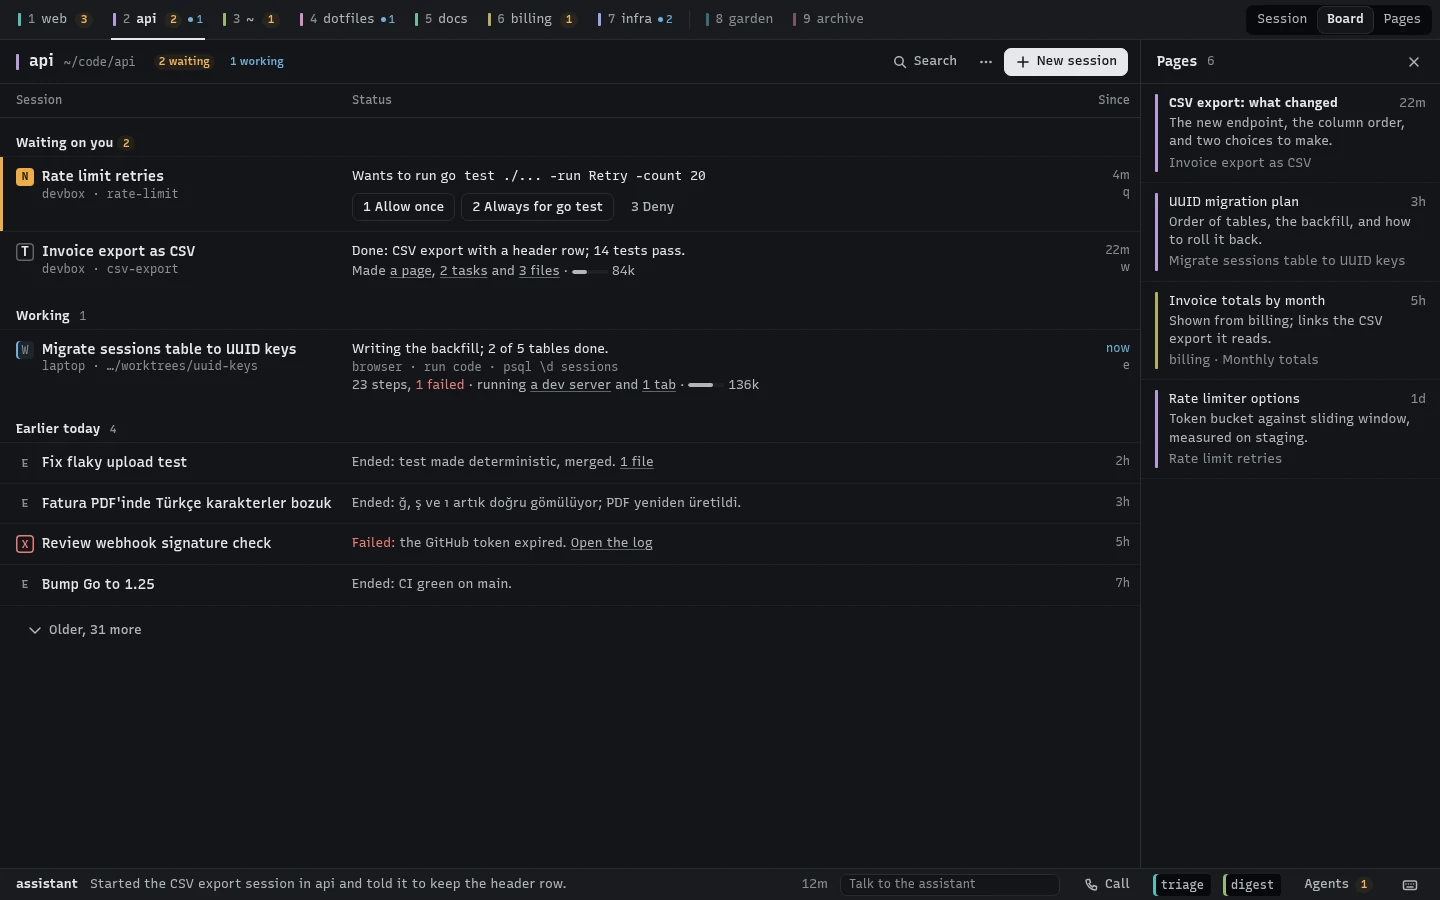 1 web 3 2 api 2 •1 3 ~ 1 4 dotfiles •1 5 docs 6 billing 1 7 infra •2 8 garden 9 archive Session Board Pages
api ~/code/api 2 waiting 1 working Search ••• + New session
Session Status Since
Waiting on you 2
N Rate limit retries Wants to run go test ./... -run Retry -count 20 4m
devbox · rate-limit q
1 Allow once 2 Always for go test 3 Deny
T Invoice export as CSV Done: CSV export with a header row; 14 tests pass. 22m
devbox · csv-export Made a page, 2 tasks and 3 files · 84k w
Working 1
W Migrate sessions table to UUID keys Writing the backfill; 2 of 5 tables done. now
laptop · …/worktrees/uuid-keys browser · run code · psql \d sessions e
23 steps, 1 failed · running a dev server and 1 tab · 136k
Earlier today 4
E Fix flaky upload test Ended: test made deterministic, merged. 1 file 2h
E Fatura PDF'inde Türkçe karakterler bozuk Ended: ğ, ş ve ı artık doğru gömülüyor; PDF yeniden üretildi. 3h
X Review webhook signature check Failed: the GitHub token expired. Open the log 5h
E Bump Go to 1.25 Ended: CI green on main. 7h
Older, 31 more
Pages 6
CSV export: what changed 22m
The new endpoint, the column order,
and two choices to make.
Invoice export as CSV
UUID migration plan 3h
Order of tables, the backfill, and how
to roll it back.
Migrate sessions table to UUID keys
Invoice totals by month 5h
Shown from billing; links the CSV
export it reads.
billing · Monthly totals
Rate limiter options 1d
Token bucket against sliding window,
measured on staging.
Rate limit retries
assistant Started the CSV export session in api and told it to keep the header row. 12m Talk to the assistant Call triage digest Agents 1